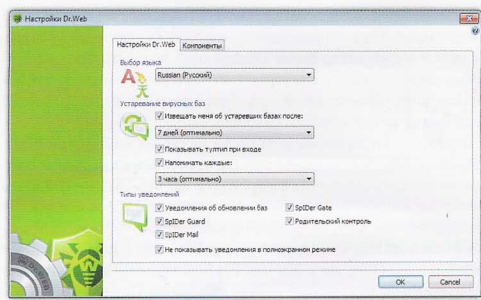 Настройки Dr.Web
Настройки Dr.Web Компоненты
Выбор языка
Russian (Русский)
Устаревание вирусных баз
Извещать меня об устаревших базах после:
7 дней (оптимально)
Показывать тултип при входе
Напоминать каждые:
3 часа (оптимально)
Типы уведомлений
Уведомления об обновлении баз SpIDer Gate
SpIDer Guard Родительский контроль
SpIDer Mail
Не показывать уведомления в полноэкранном режиме
Dr.WEB
OK Cancel